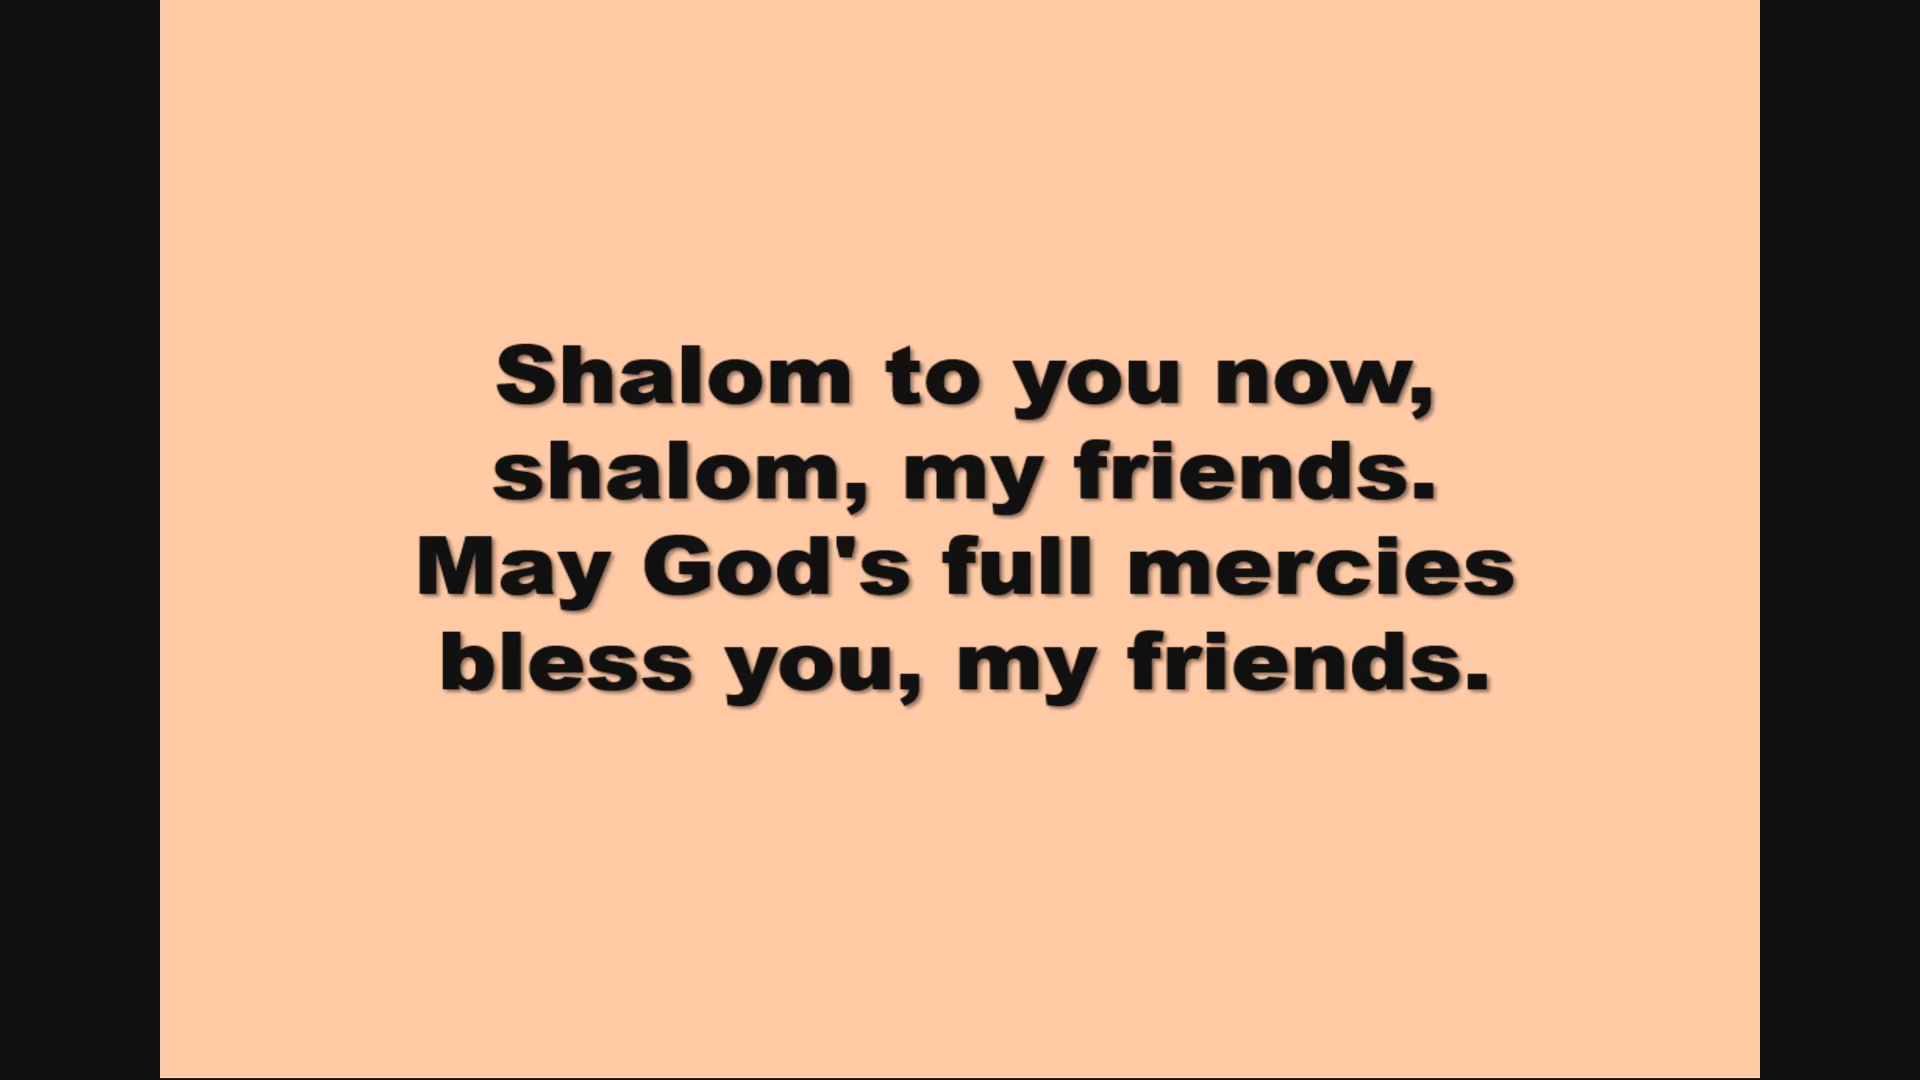 Shalom to you now,
shalom, my friends.
May God's full mercies
bless you, my friends.